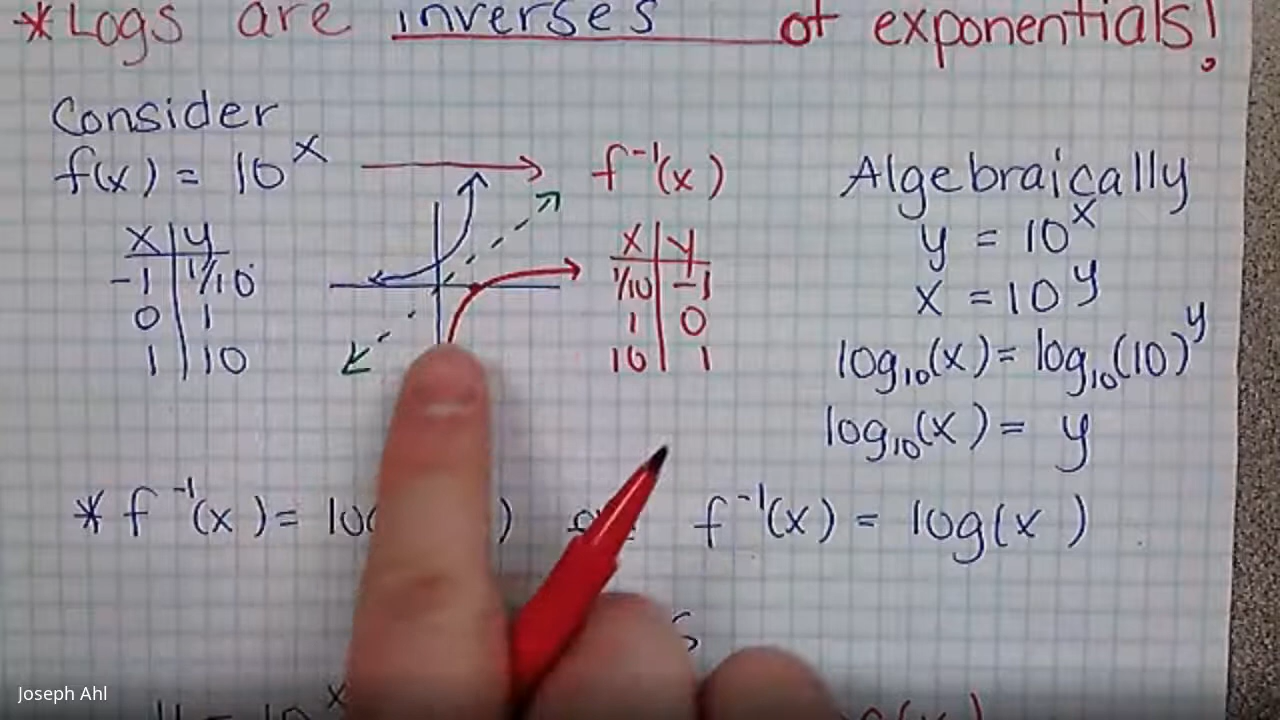 *Logs are inverses of exponentials!
Consider
f(x) = 10^x
f⁻¹(x)
x | y
-1 | 1/10
0 | 1
1 | 10
x | y
1/10 | -1
1 | 0
10 | 1
Algebraically
y = 10^x
x = 10^y
log₁₀(x) = log₁₀(10)^y
log₁₀(x) = y
* f⁻¹(x) = ) f⁻¹(x) = log(x)
Joseph Ahl